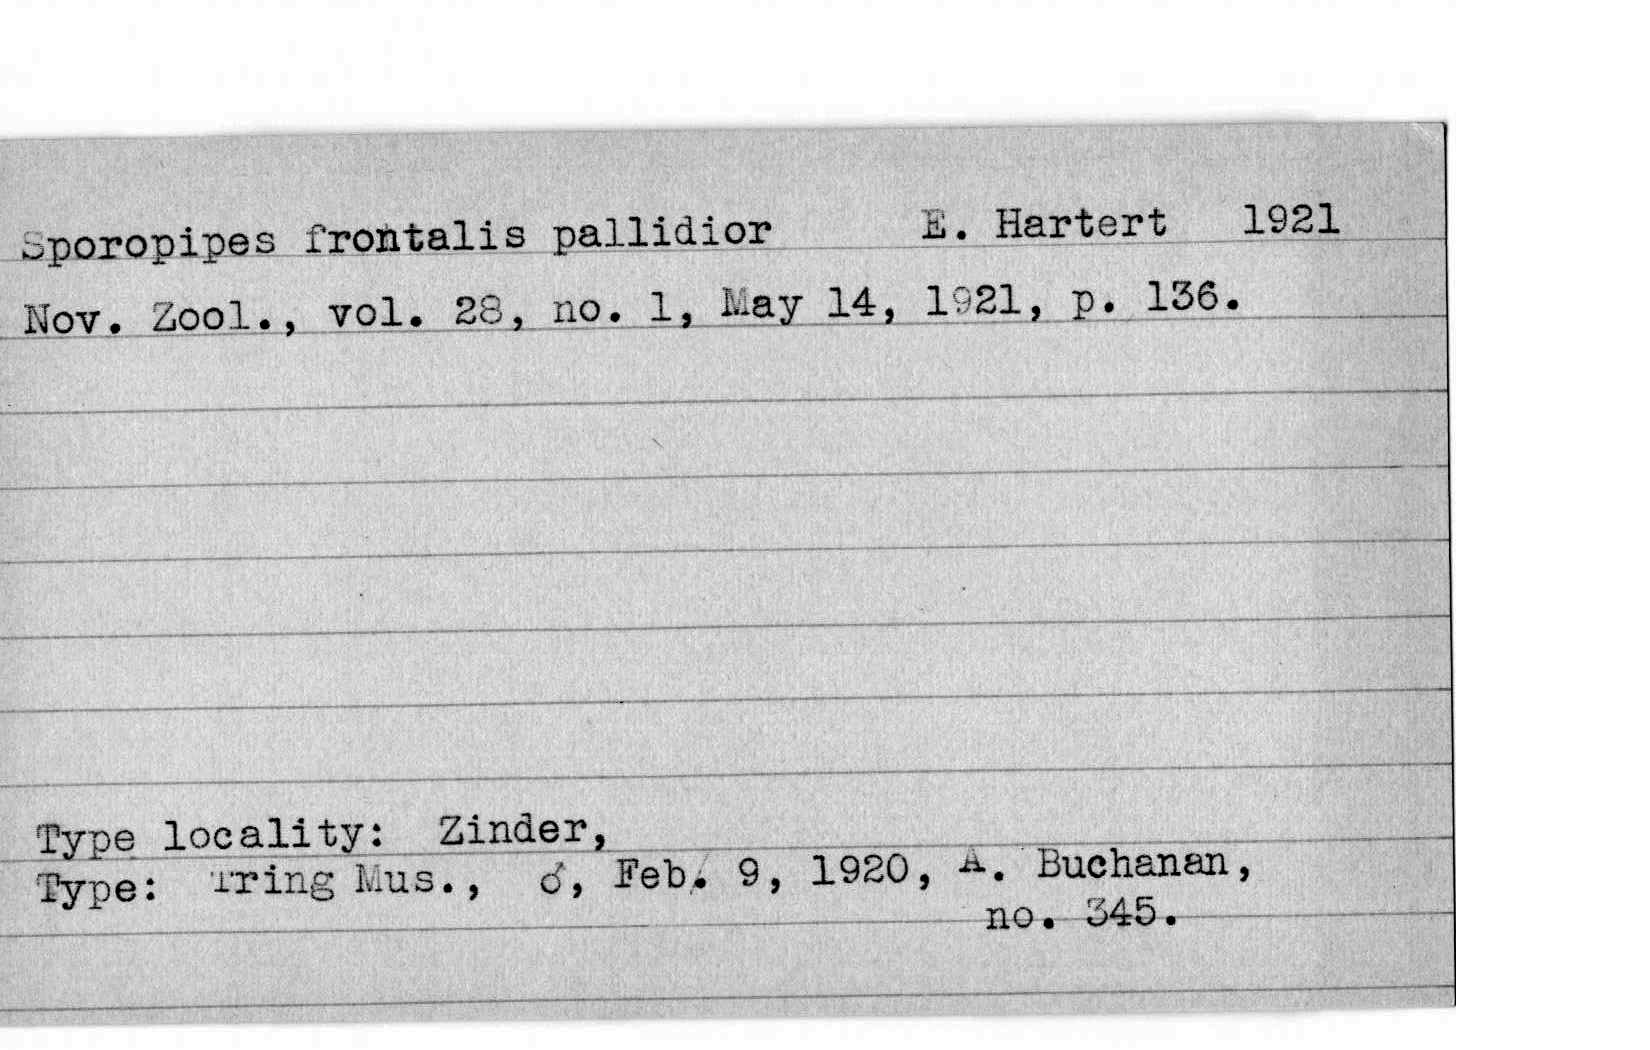 Sporopipes frontalis pallidior E. Hartert 1921
Nov. Zool., vol. 28, no. 1, May 14, 1921, p. 136.
Type locality: Zinder,
Type: Tring Mus., ♂, Feb. 9, 1920, A. Buchanan,
no. 345.